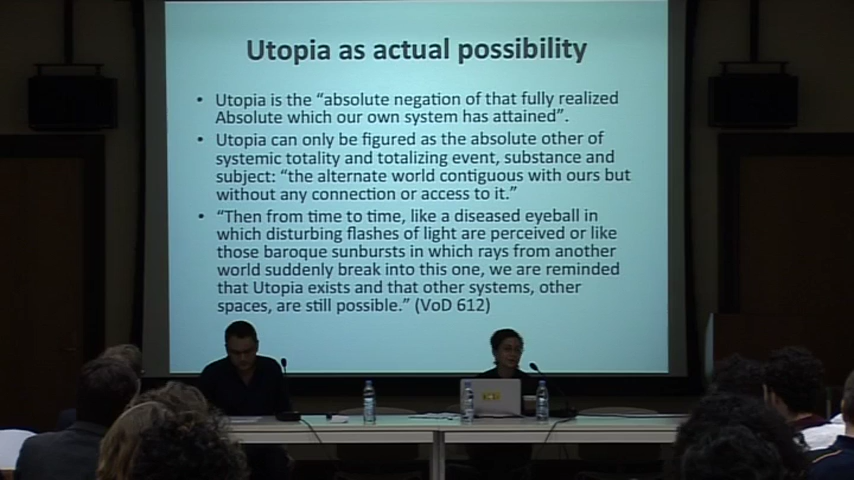 Utopia as actual possibility
• Utopia is the “absolute negation of that fully realized
Absolute which our own system has attained”.
• Utopia can only be figured as the absolute other of
systemic totality and totalizing event, substance and
subject: “the alternate world contiguous with ours but
without any connection or access to it.”
• “Then from time to time, like a diseased eyeball in
which disturbing flashes of light are perceived or like
those baroque sunbursts in which rays from another
world suddenly break into this one, we are reminded
that Utopia exists and that other systems, other
spaces, are still possible.” (VoD 612)